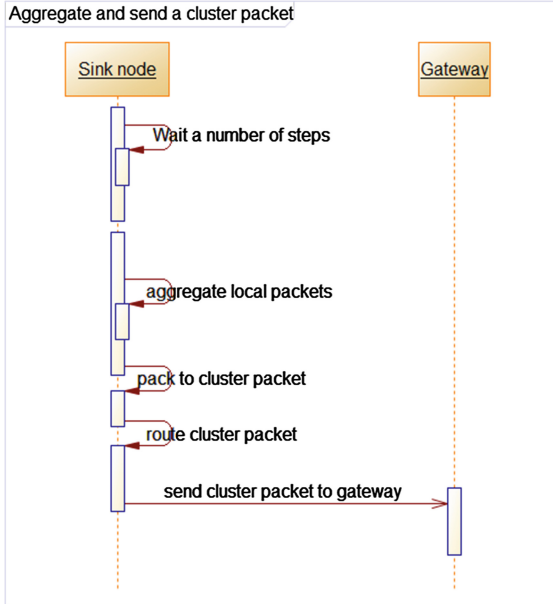 Aggregate and send a cluster packet
Sink node
Gateway
Wait a number of steps
aggregate local packets
pack to cluster packet
route cluster packet
send cluster packet to gateway